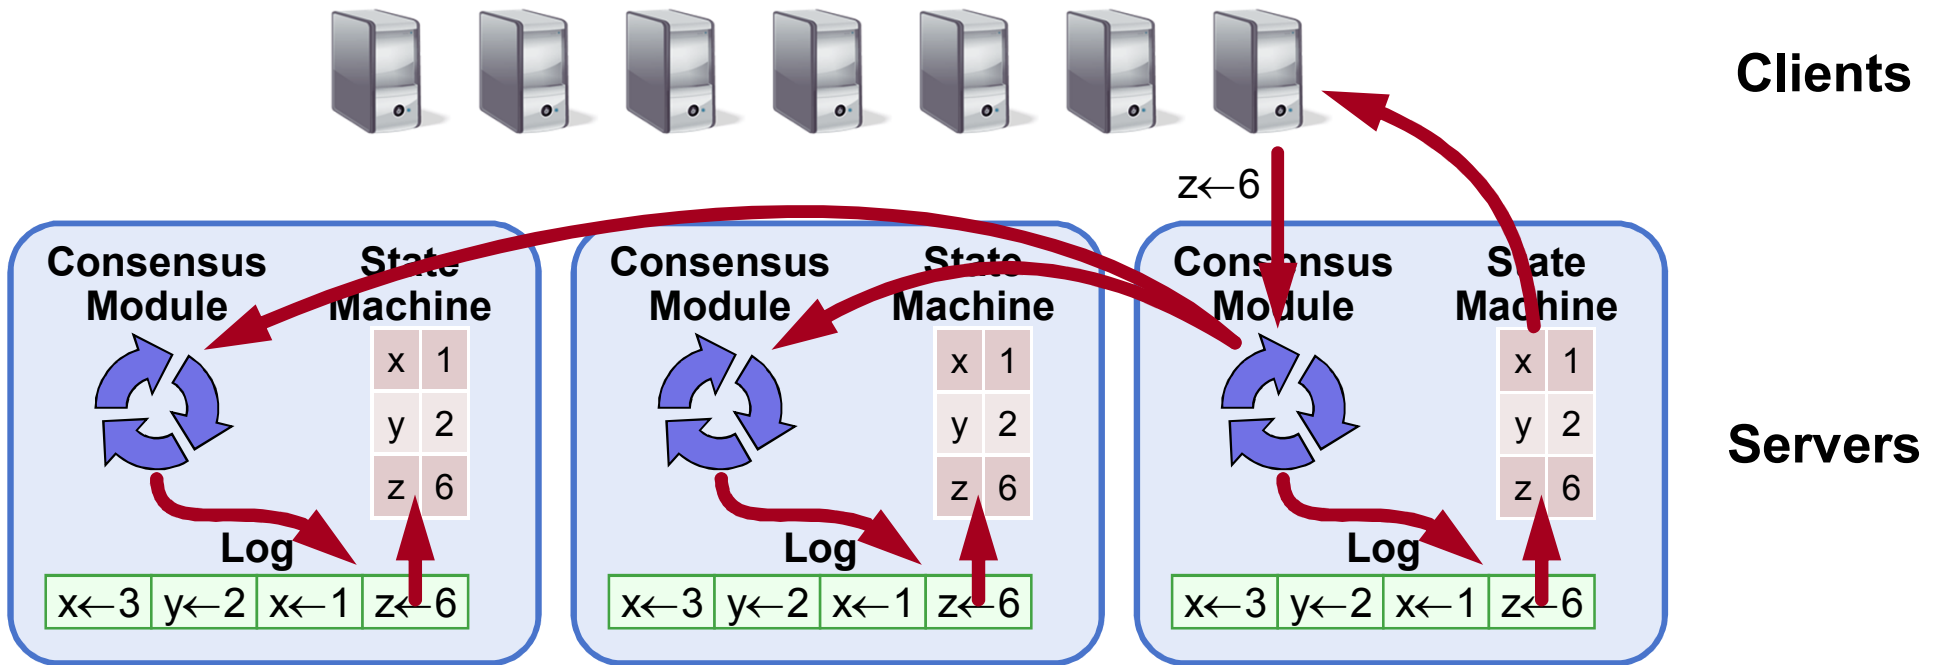 Clients
z←6
Consensus Module
State Machine
x 1
y 2
z 6
Log
x←3 y←2 x←1 z←6
Consensus Module
State Machine
x 1
y 2
z 6
Log
x←3 y←2 x←1 z←6
Consensus Module
State Machine
x 1
y 2
z 6
Log
x←3 y←2 x←1 z←6
Servers